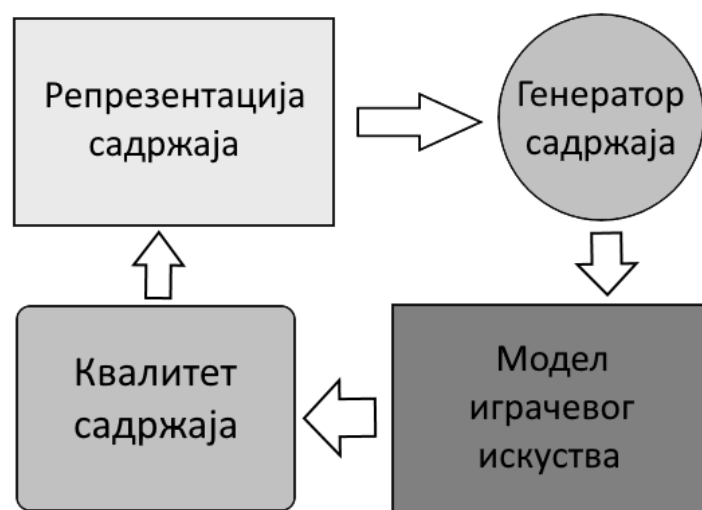 Репрезентација
садржаја
Генератор
садржаја
Квалитет
садржаја
Модел
играчевог
искуства